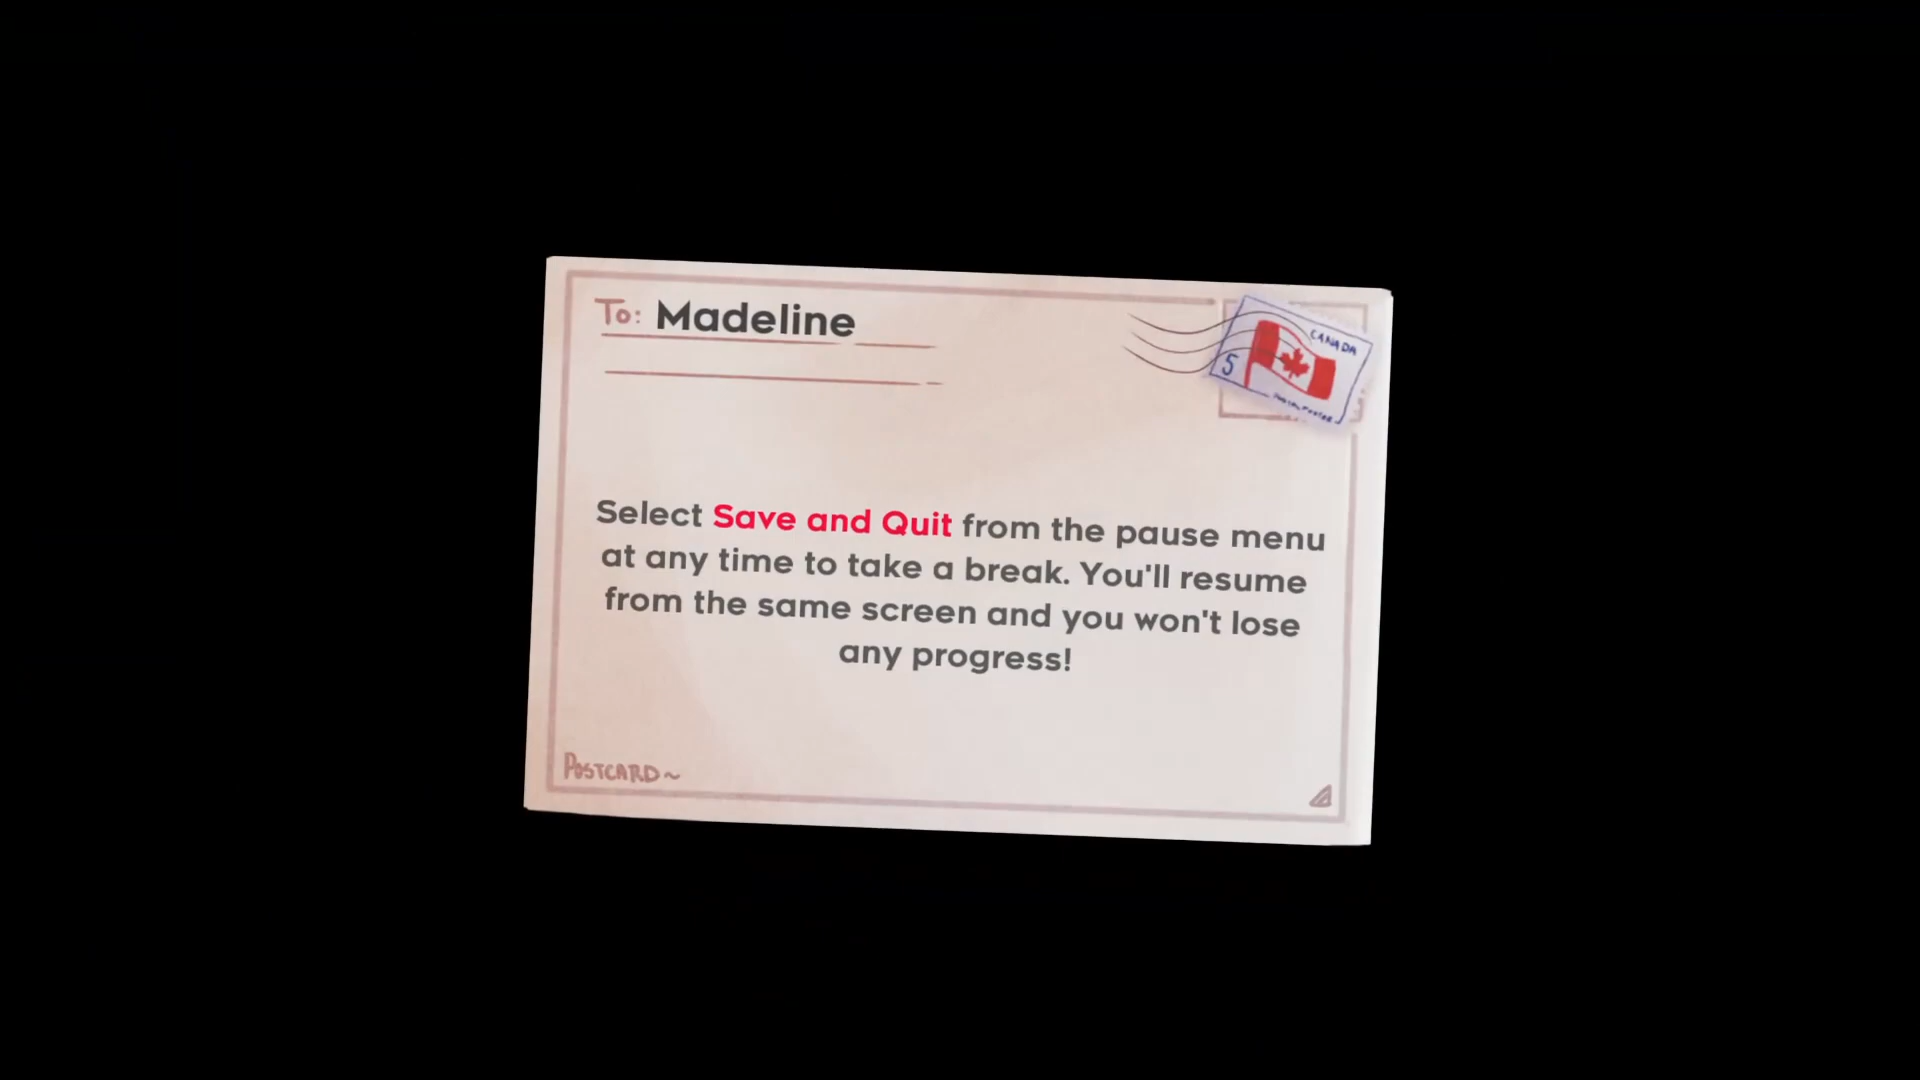 To: Madeline
CANADA
5
Select Save and Quit from the pause menu
at any time to take a break. You'll resume
from the same screen and you won't lose
any progress!
POSTCARD~